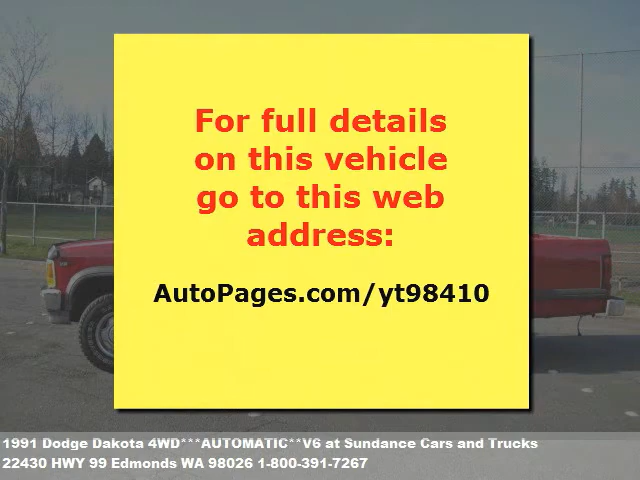 For full details
on this vehicle
go to this web
address:
AutoPages.com/yt98410
1991 Dodge Dakota 4WD***AUTOMATIC**V6 at Sundance Cars and Trucks
22430 HWY 99 Edmonds WA 98026 1-800-391-7267